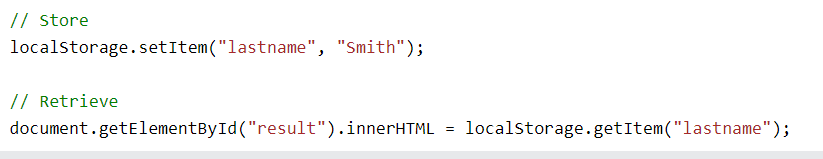 // Store
localStorage.setItem("lastname", "Smith");
// Retrieve
document.getElementById("result").innerHTML = localStorage.getItem("lastname");